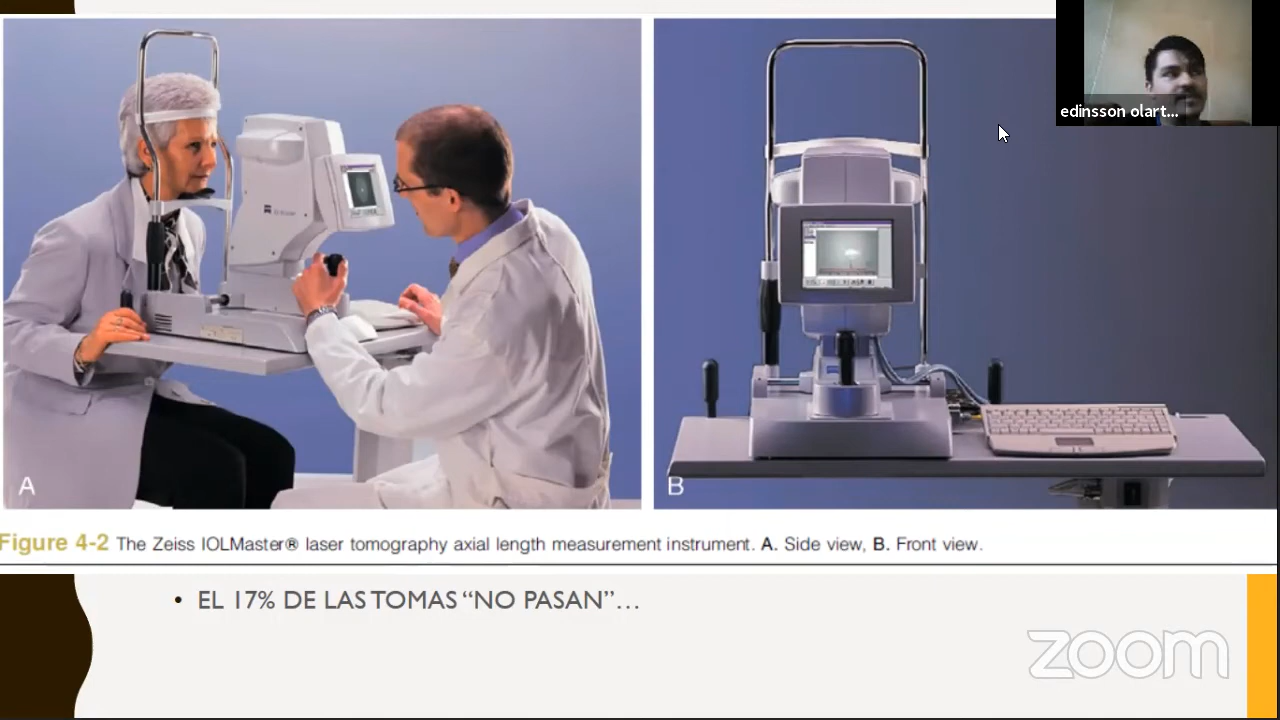 edinsson olart...
A
B
Figure 4-2 The Zeiss IOLMaster® laser tomography axial length measurement instrument. A. Side view, B. Front view.
• EL 17% DE LAS TOMAS “NO PASAN”…
zoom